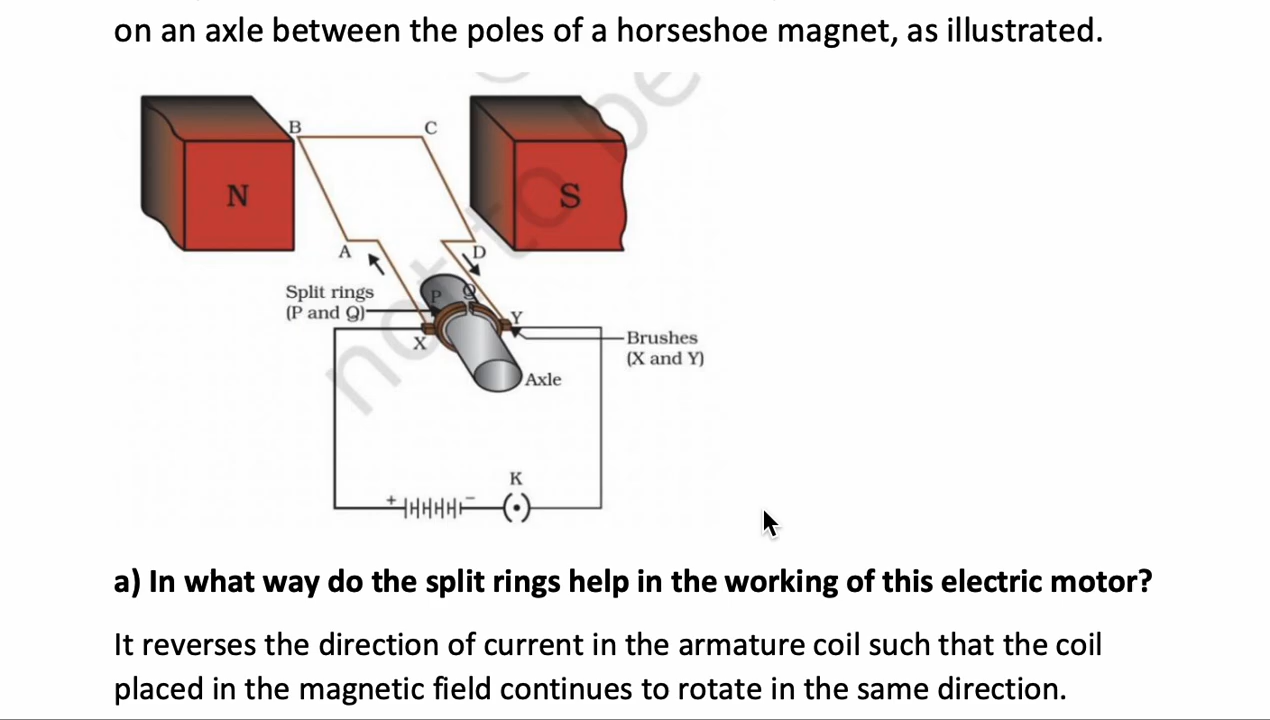 on an axle between the poles of a horseshoe magnet, as illustrated.
not to be
B
C
N
S
A
D
Split rings
(P and Q)
P
Q
Y
X
Brushes
(X and Y)
Axle
K
+
−
a) In what way do the split rings help in the working of this electric motor?
It reverses the direction of current in the armature coil such that the coil
placed in the magnetic field continues to rotate in the same direction.